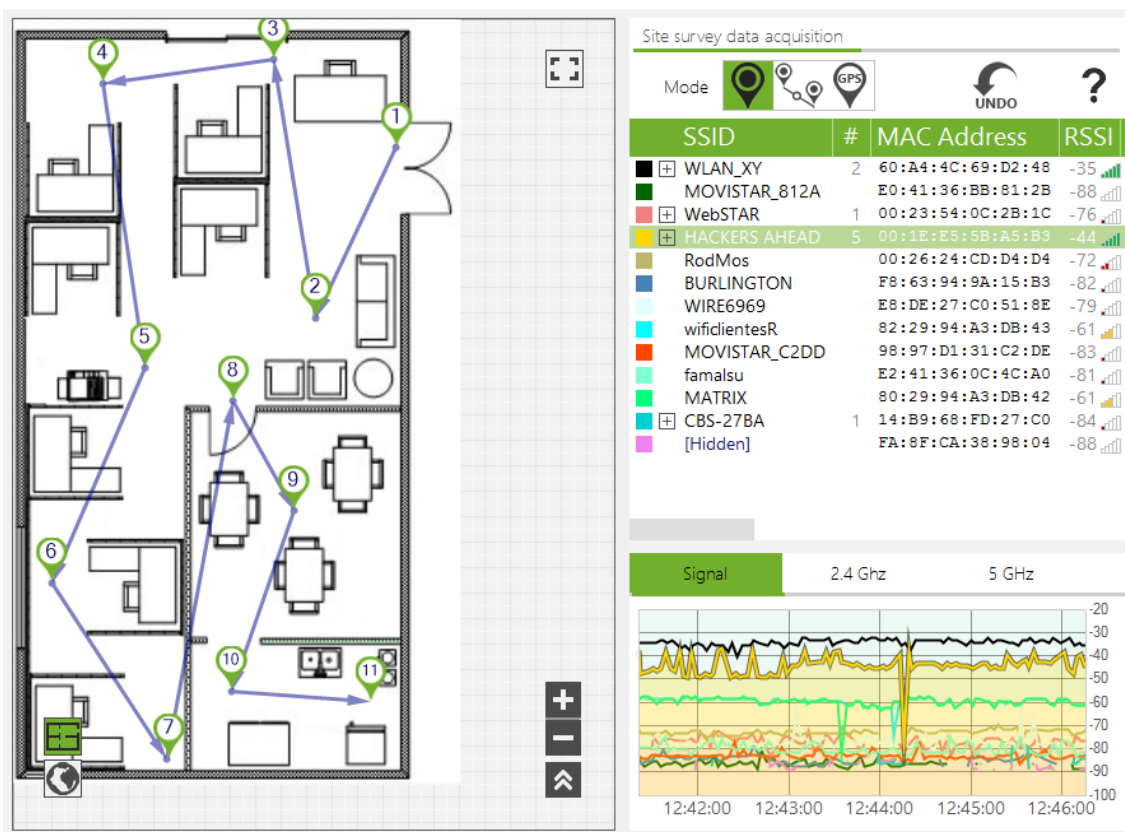 3
4
1
2
5
8
9
6
10
11
7
Site survey data acquisition
Mode GPS UNDO ?
SSID # MAC Address RSSI
WLAN_XY 2 60:A4:4C:69:D2:48 -35
MOVISTAR_812A E0:41:36:BB:81:2B -88
WebSTAR 1 00:23:54:0C:2B:1C -76
HACKERS AHEAD 5 00:1E:E5:5B:A5:B3 -44
RodMos 00:26:24:CD:D4:D4 -72
BURLINGTON F8:63:94:9A:15:B3 -82
WIRE6969 E8:DE:27:C0:51:8E -79
wificlientesR 82:29:94:A3:DB:43 -61
MOVISTAR_C2DD 98:97:D1:31:C2:DE -83
famalsu E2:41:36:0C:4C:A0 -81
MATRIX 80:29:94:A3:DB:42 -61
CBS-27BA 1 14:B9:68:FD:27:C0 -84
[Hidden] FA:8F:CA:38:98:04 -88
Signal 2.4 Ghz 5 GHz
-20
-30
-40
-50
-60
-70
-80
-90
-100
12:42:00 12:43:00 12:44:00 12:45:00 12:46:00